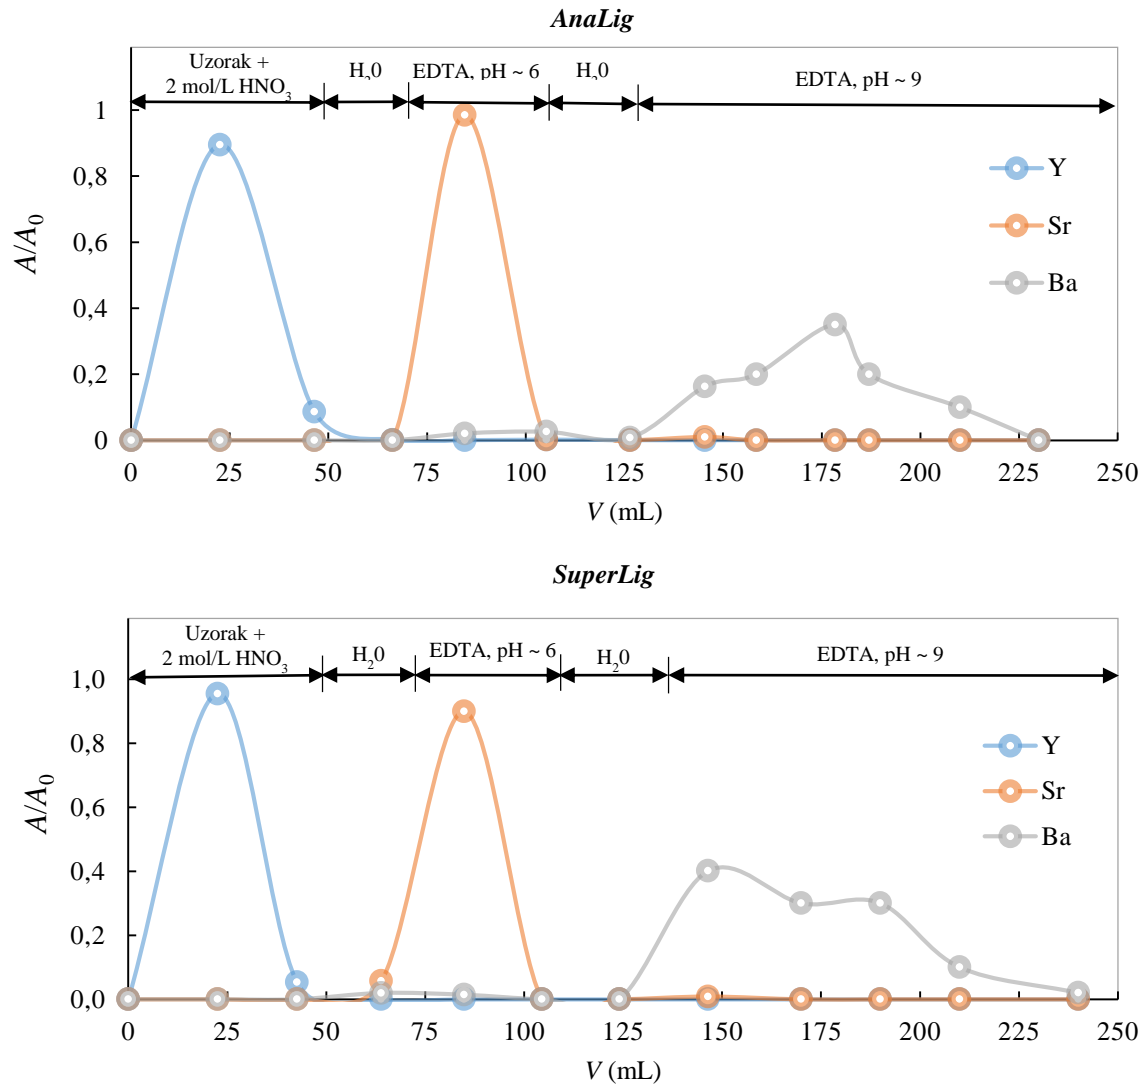 AnaLig
Uzorak +
2 mol/L HNO3
H20
EDTA, pH ~ 6
H20
EDTA, pH ~ 9
1
0,8
0,6
0,4
0,2
0
A/A0
Y
Sr
Ba
0 25 50 75 100 125 150 175 200 225 250
V (mL)
SuperLig
Uzorak +
2 mol/L HNO3
H20
EDTA, pH ~ 6
H20
EDTA, pH ~ 9
1,0
0,8
0,6
0,4
0,2
0,0
A/A0
Y
Sr
Ba
0 25 50 75 100 125 150 175 200 225 250
V (mL)